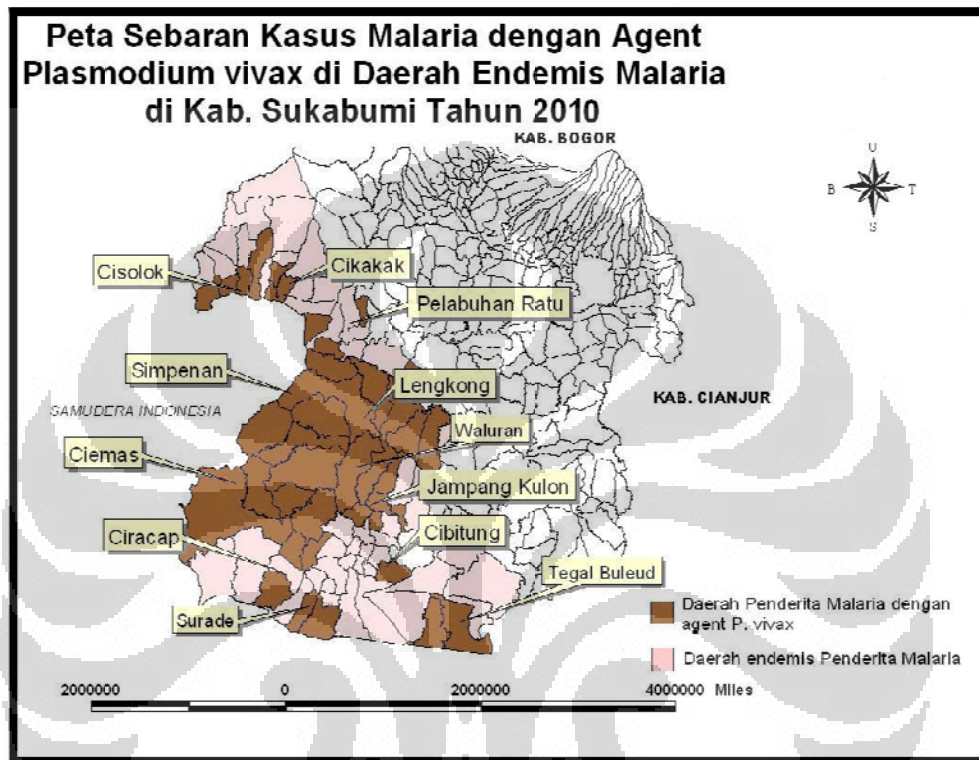 Peta Sebaran Kasus Malaria dengan Agent
Plasmodium vivax di Daerah Endemis Malaria
di Kab. Sukabumi Tahun 2010
KAB. BOGOR
U
B
T
S
Cisolok
Cikakak
Pelabuhan Ratu
Simpenan
Lengkong
KAB. CIANJUR
SAMUDERA INDONESIA
Waluran
Ciemas
Jampang Kulon
Ciracap
Cibitung
Tegal Buleud
Surade
Daerah Penderita Malaria dengan
agent P. vivax
Daerah endemis Penderita Malaria
2000000 0 2000000 4000000 Miles